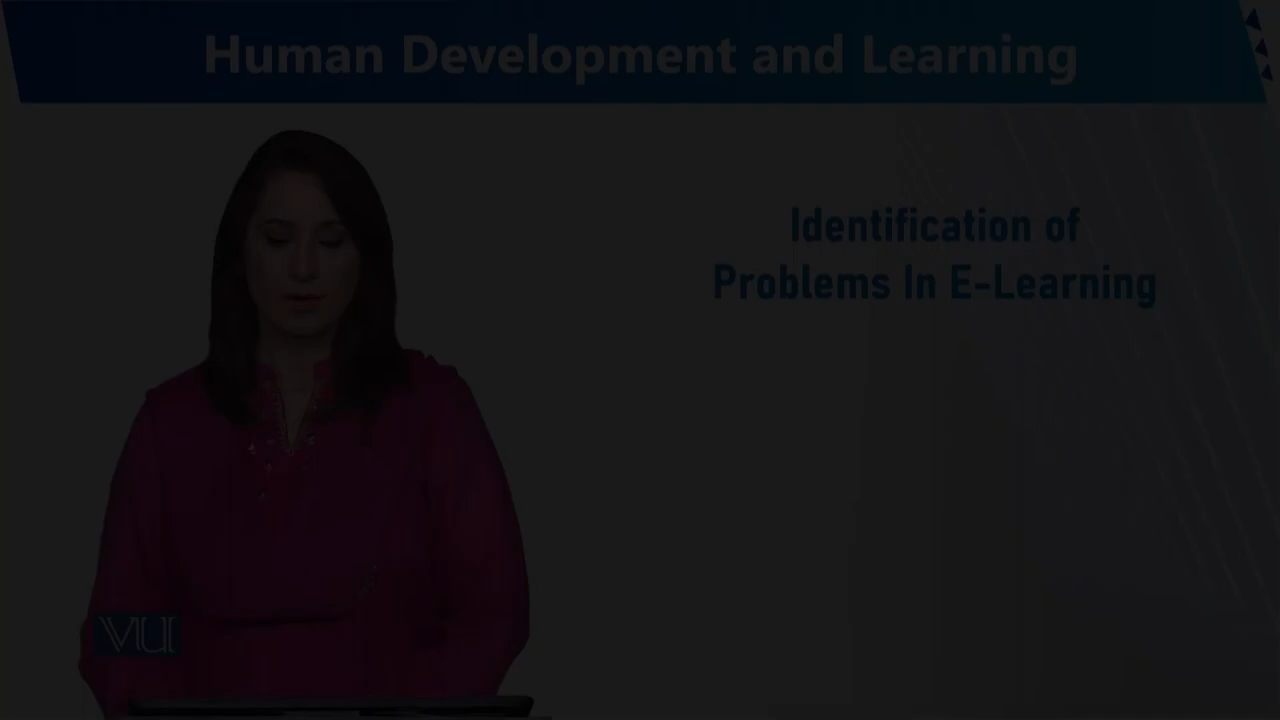 Human Development and Learning
Identification of
Problems In E-Learning
VU